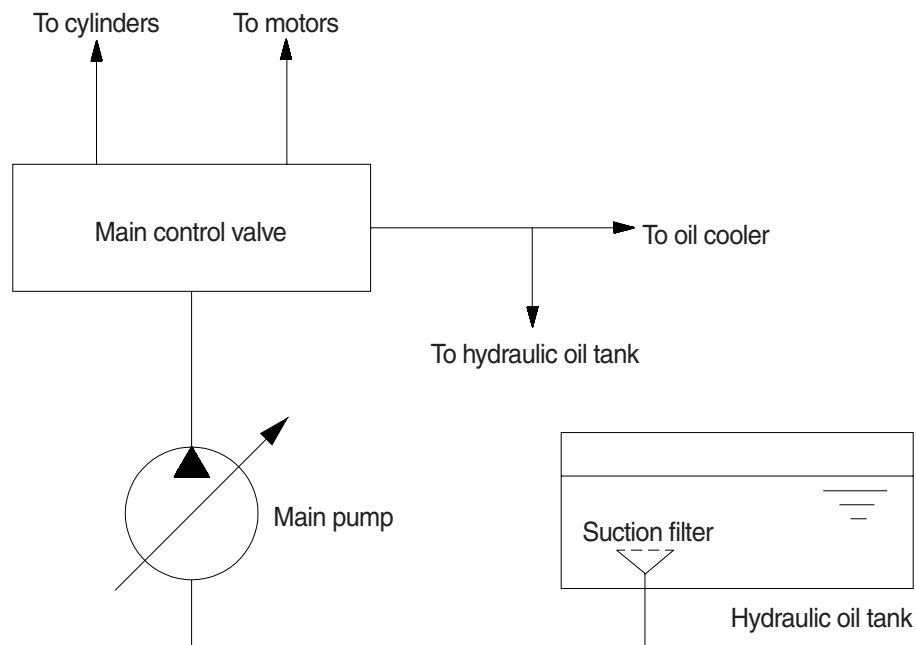 To cylinders
To motors
Main control valve
To oil cooler
To hydraulic oil tank
Main pump
Suction filter
Hydraulic oil tank